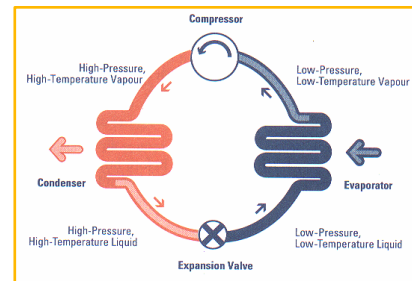 Compressor
High-Pressure,
High-Temperature Vapour
Low-Pressure,
Low-Temperature Vapour
Condenser
Evaporator
High-Pressure,
High-Temperature Liquid
Low-Pressure,
Low-Temperature Liquid
Expansion Valve